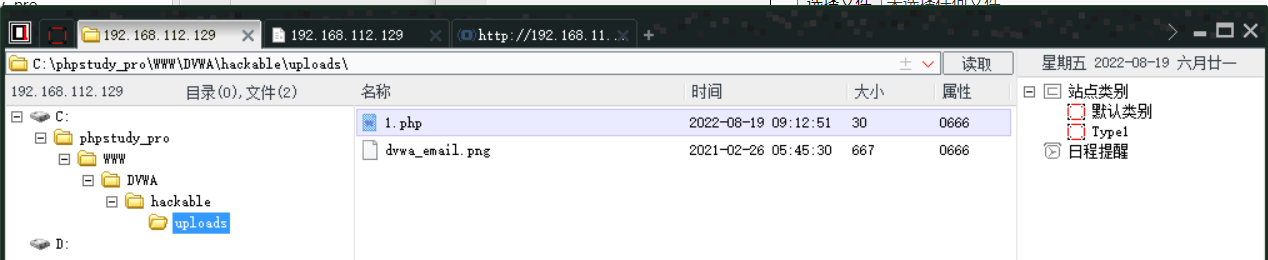 192.168.112.129 192.168.112.129 http://192.168.11...
C:\phpstudy_pro\WWW\DVWA\hackable\uploads\ 读取 星期五 2022-08-19 六月廿一
192.168.112.129 目录(0),文件(2) 名称 时间 大小 属性 站点类别
C: 1.php 2022-08-19 09:12:51 30 0666 默认类别
phpstudy_pro dvwa_email.png 2021-02-26 05:45:30 667 0666 Type1
WWW 日程提醒
DVWA
hackable
uploads
D: